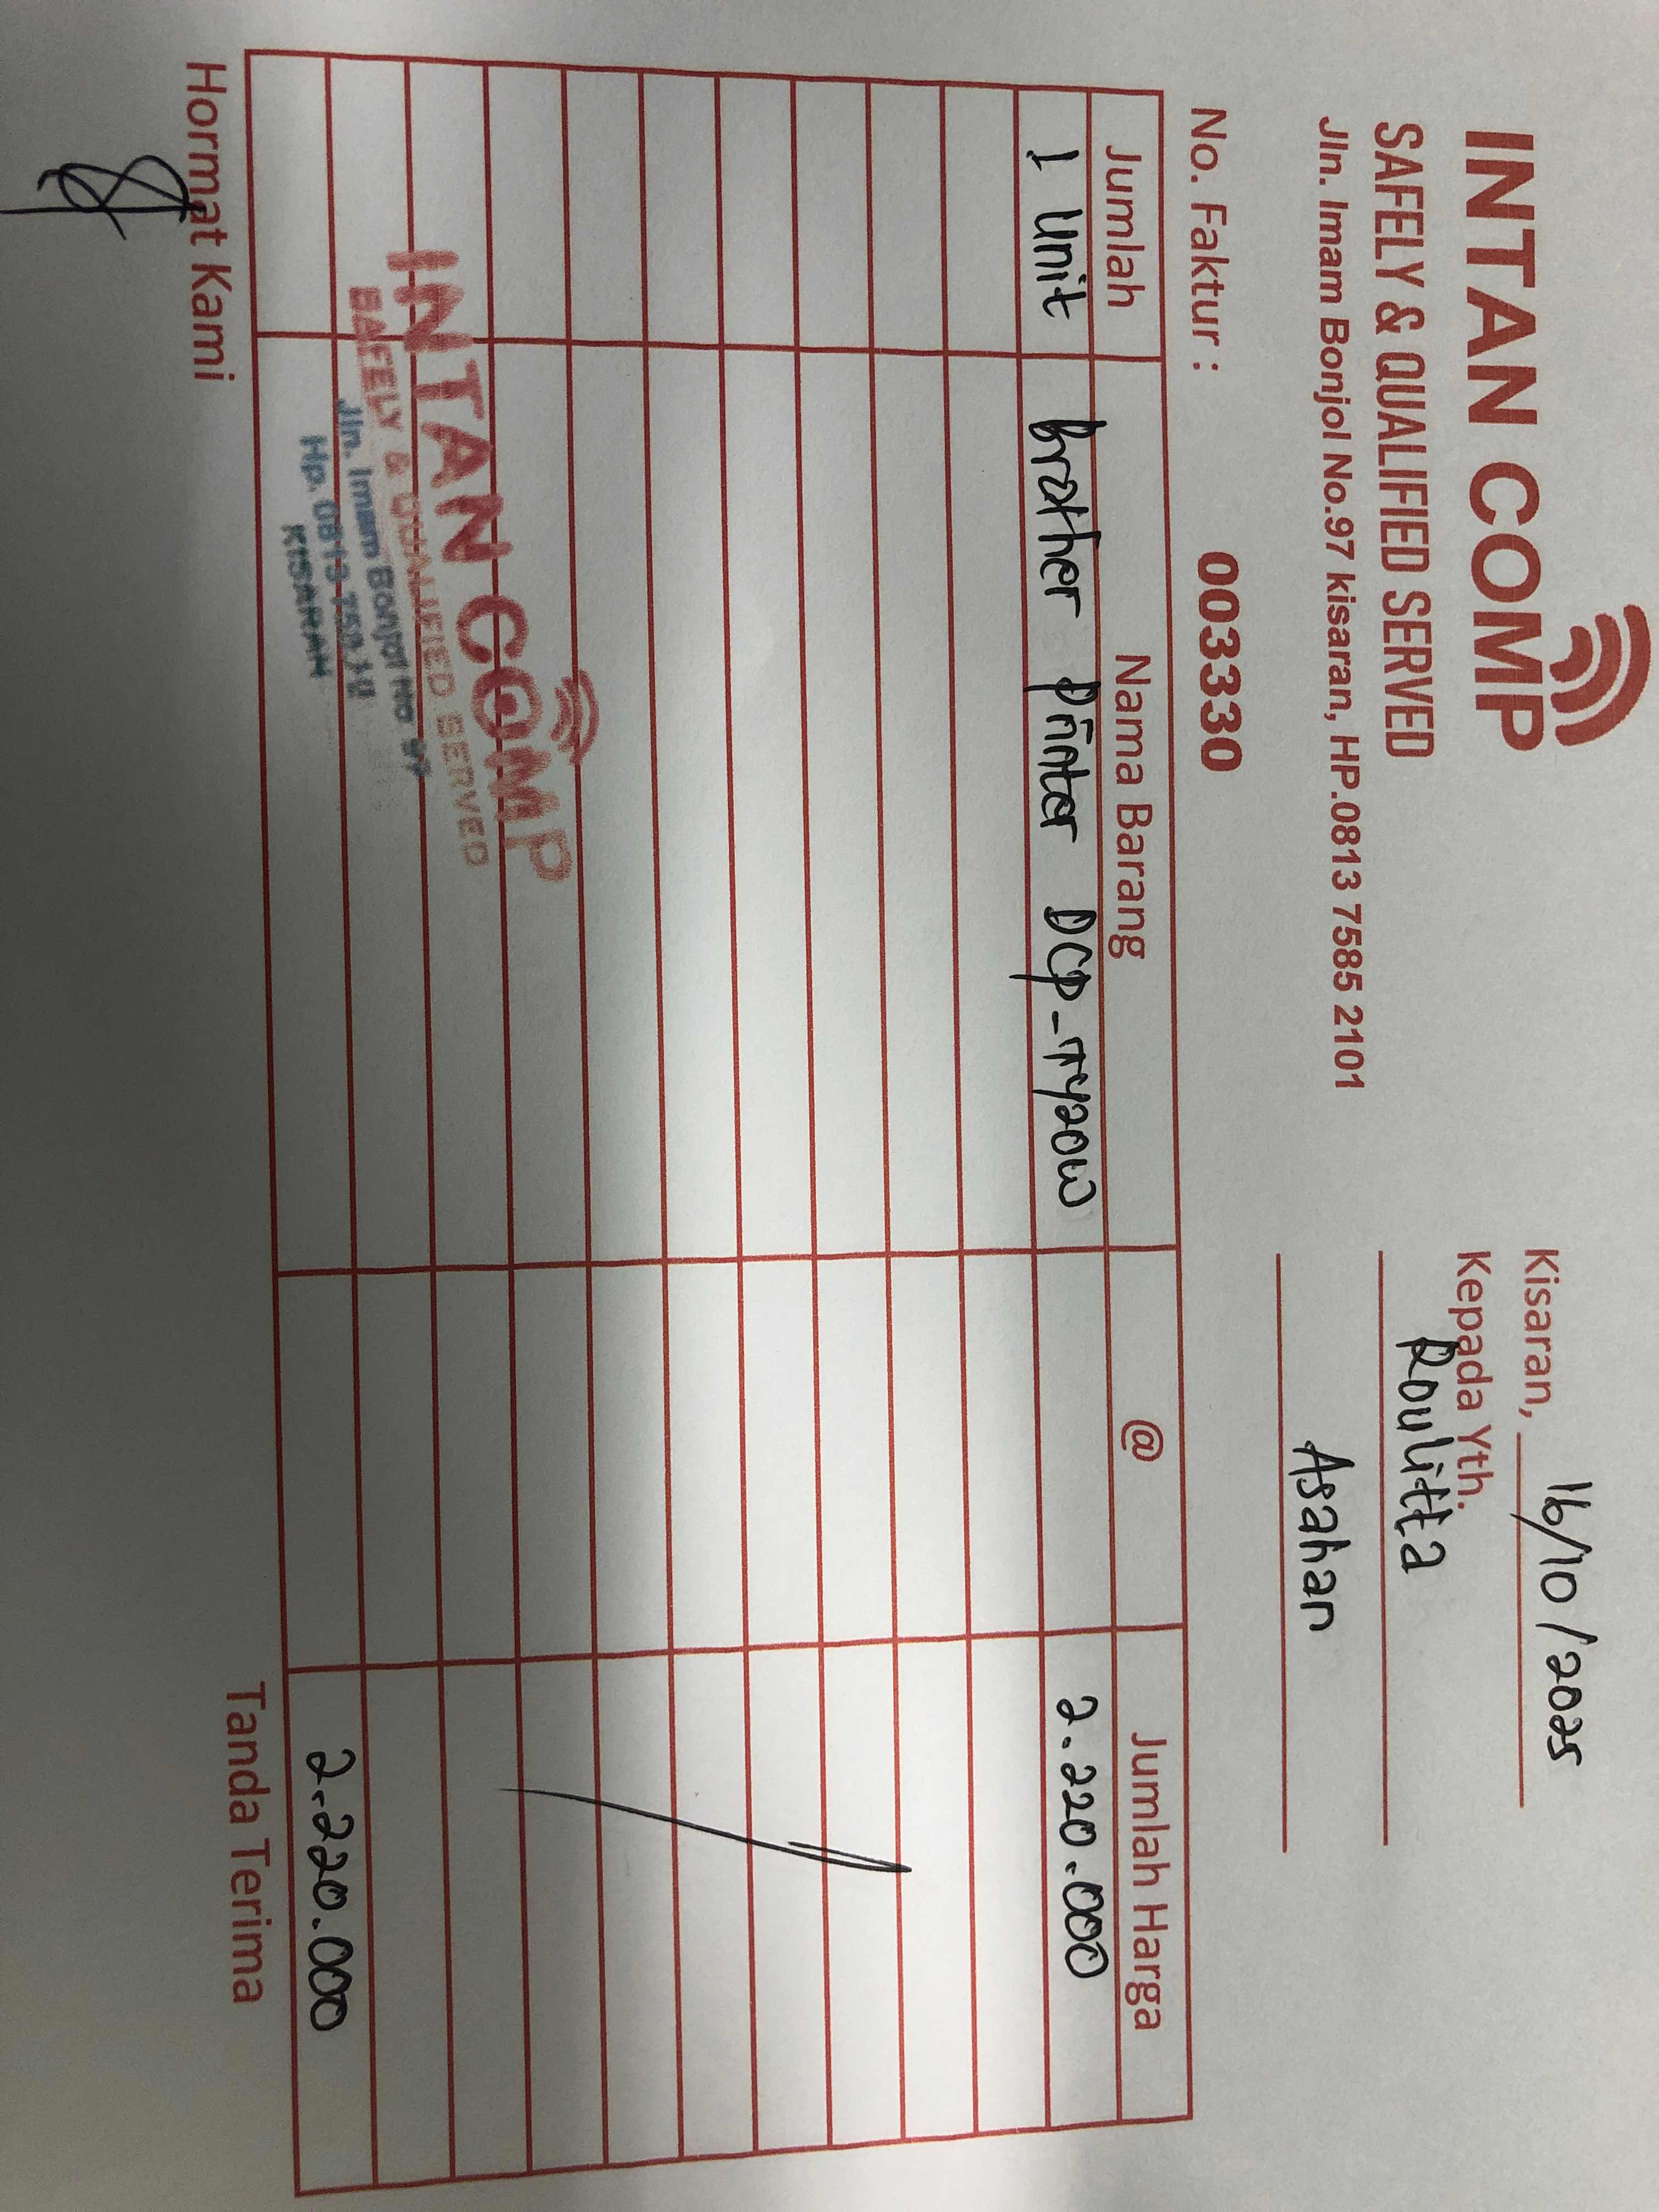 INTAN COMP
SAFELY & QUALIFIED SERVED
Jln. Imam Bonjol No.97 kisaran, HP.0813 7585 2101
Kisaran, 16/10/2025
Kepada Yth.
Roulitta
Asahan
No. Faktur : 003330
Jumlah Nama Barang @ Jumlah Harga
1 Unit Brother Printer DCP-T420W 2.220.000
2.220.000
INTAN COMP
SAFELY & QUALIFIED SERVED
Jln. Imam Bonjol No 97
Hp. 0813
KISARAN
Hormat Kami Tanda Terima